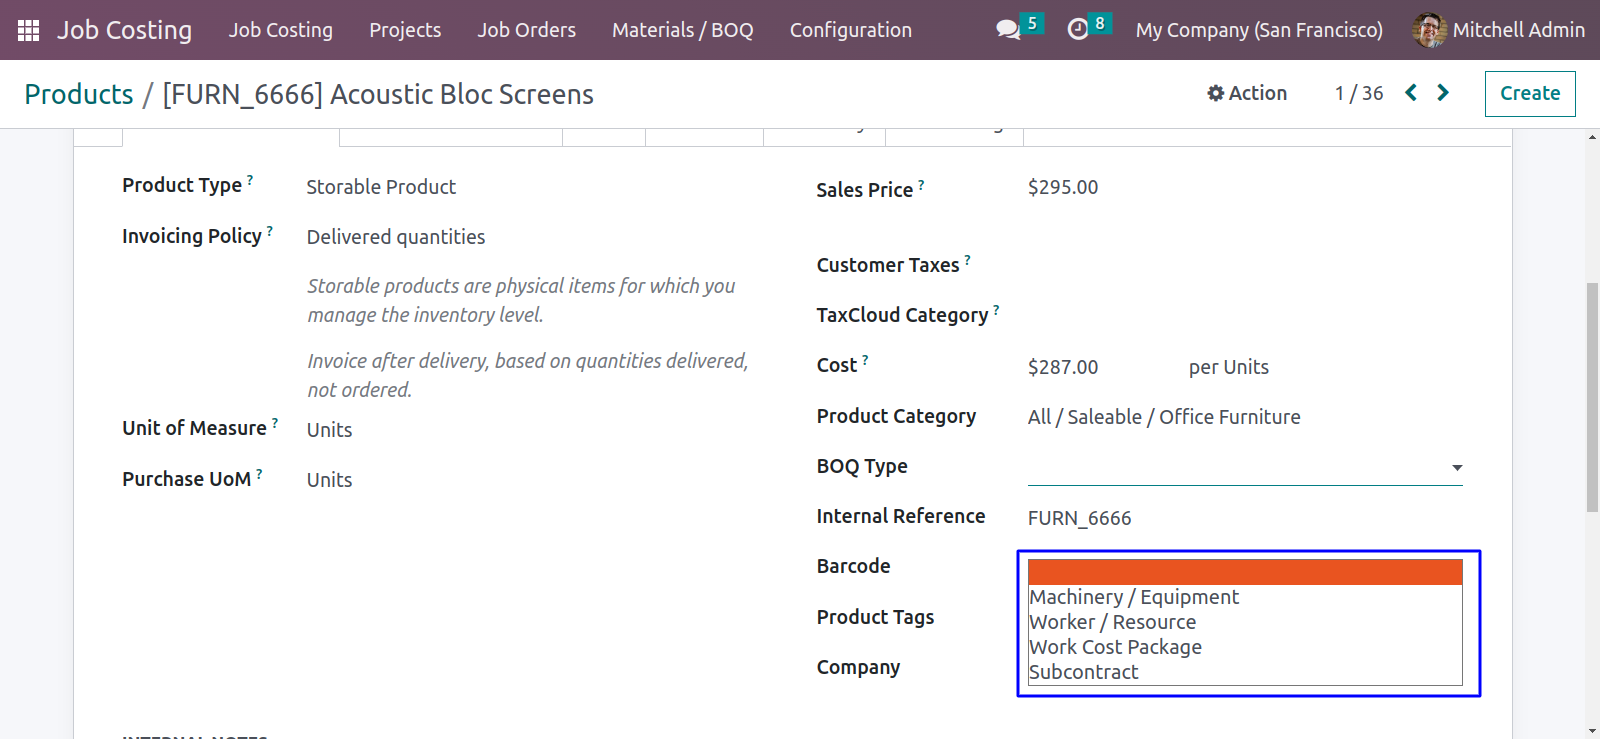 Job Costing Job Costing Projects Job Orders Materials / BOQ Configuration 5 8 My Company (San Francisco) Mitchell Admin
Products / [FURN_6666] Acoustic Bloc Screens Action 1 / 36 Create
Product Type ? Storable Product
Invoicing Policy ? Delivered quantities
Storable products are physical items for which you
manage the inventory level.
Invoice after delivery, based on quantities delivered,
not ordered.
Unit of Measure ? Units
Purchase UoM ? Units
Sales Price ? $295.00
Customer Taxes ?
TaxCloud Category ?
Cost ? $287.00 per Units
Product Category All / Saleable / Office Furniture
BOQ Type
Internal Reference FURN_6666
Barcode
Product Tags
Company
Machinery / Equipment
Worker / Resource
Work Cost Package
Subcontract
INTERNAL NOTES